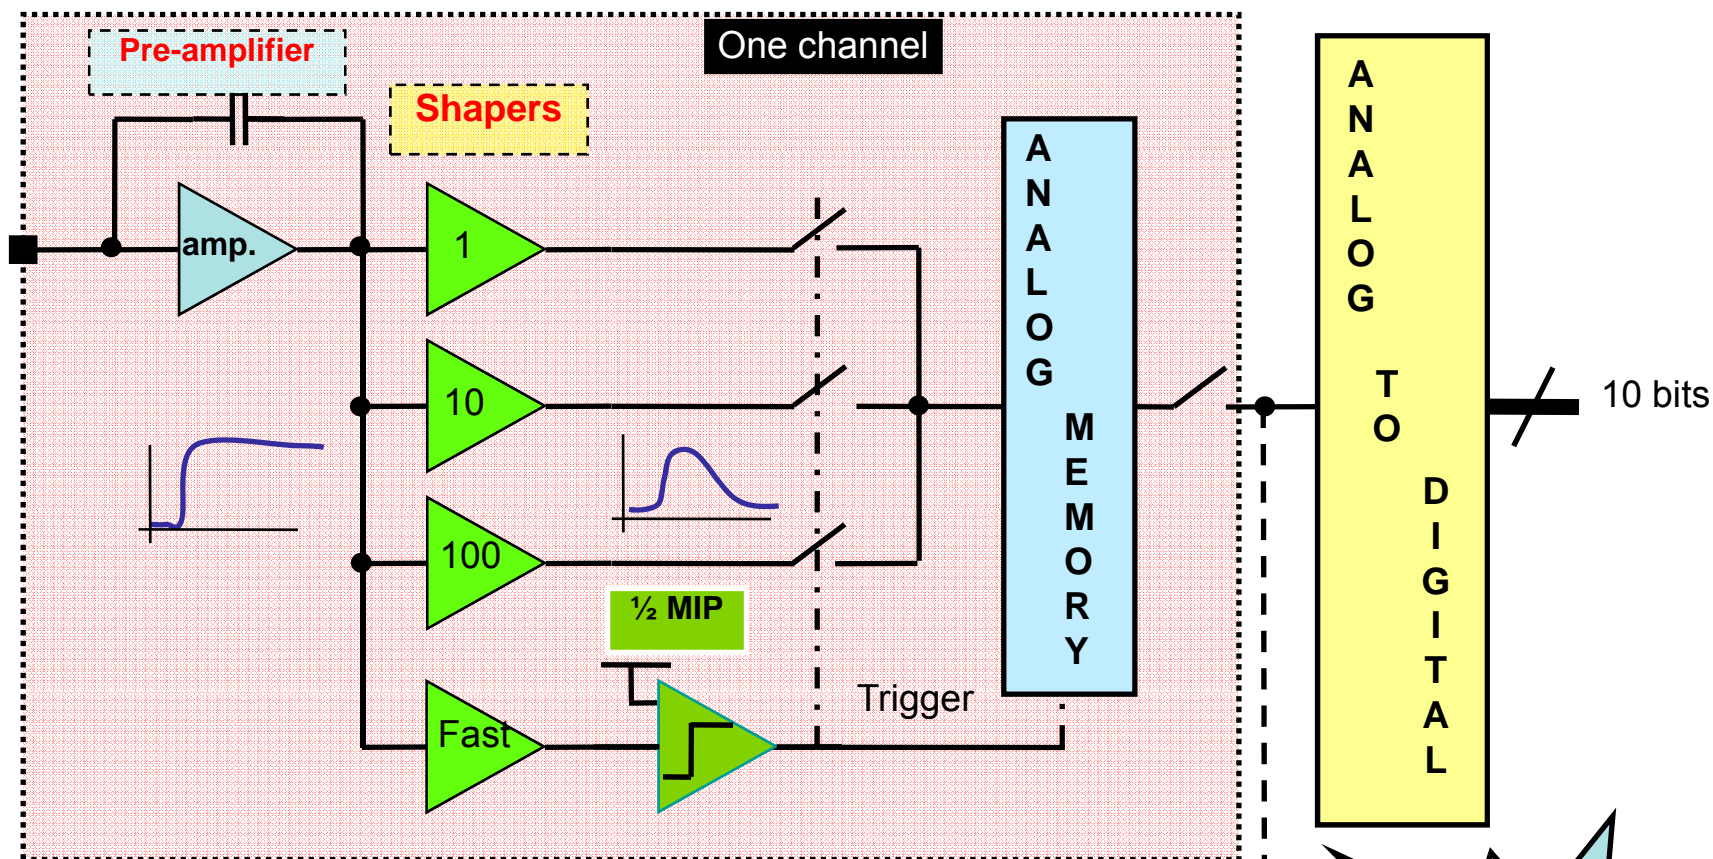 One channel
Pre-amplifier
Shapers
amp.
1
10
100
½ MIP
Fast
Trigger
ANALOG
MEMORY
ANALOG
TO
DIGITAL
10 bits